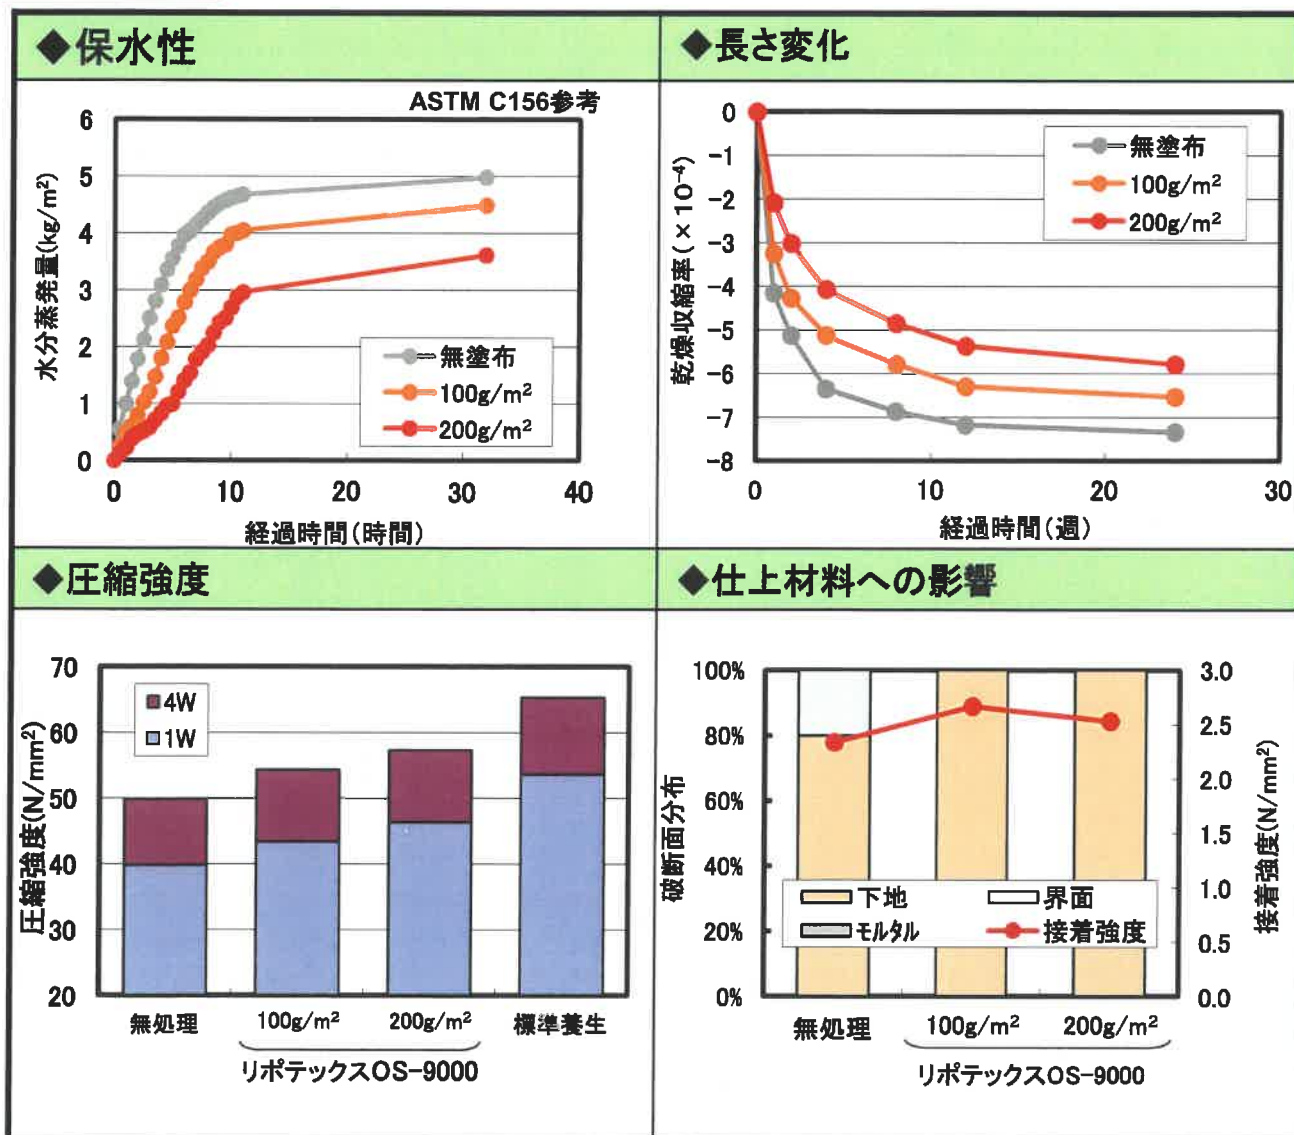 ◆保水性
ASTM C156参考
6
5
4
3
2
1
0
水分蒸発量(kg/m²)
無塗布
100g/m²
200g/m²
0 10 20 30 40
経過時間(時間)
◆長さ変化
0
-1
-2
-3
-4
-5
-6
-7
-8
乾燥収縮率(×10⁻⁴)
無塗布
100g/m²
200g/m²
0 10 20 30
経過時間(週)
◆圧縮強度
70
60
50
40
30
20
圧縮強度(N/mm²)
4W
1W
無処理 100g/m² 200g/m² 標準養生
リポテックスOS-9000
◆仕上材料への影響
100%
80%
60%
40%
20%
0%
破断面分布
3.0
2.5
2.0
1.5
1.0
0.5
0.0
接着強度(N/mm²)
下地 界面
モルタル 接着強度
無処理 100g/m² 200g/m²
リポテックスOS-9000